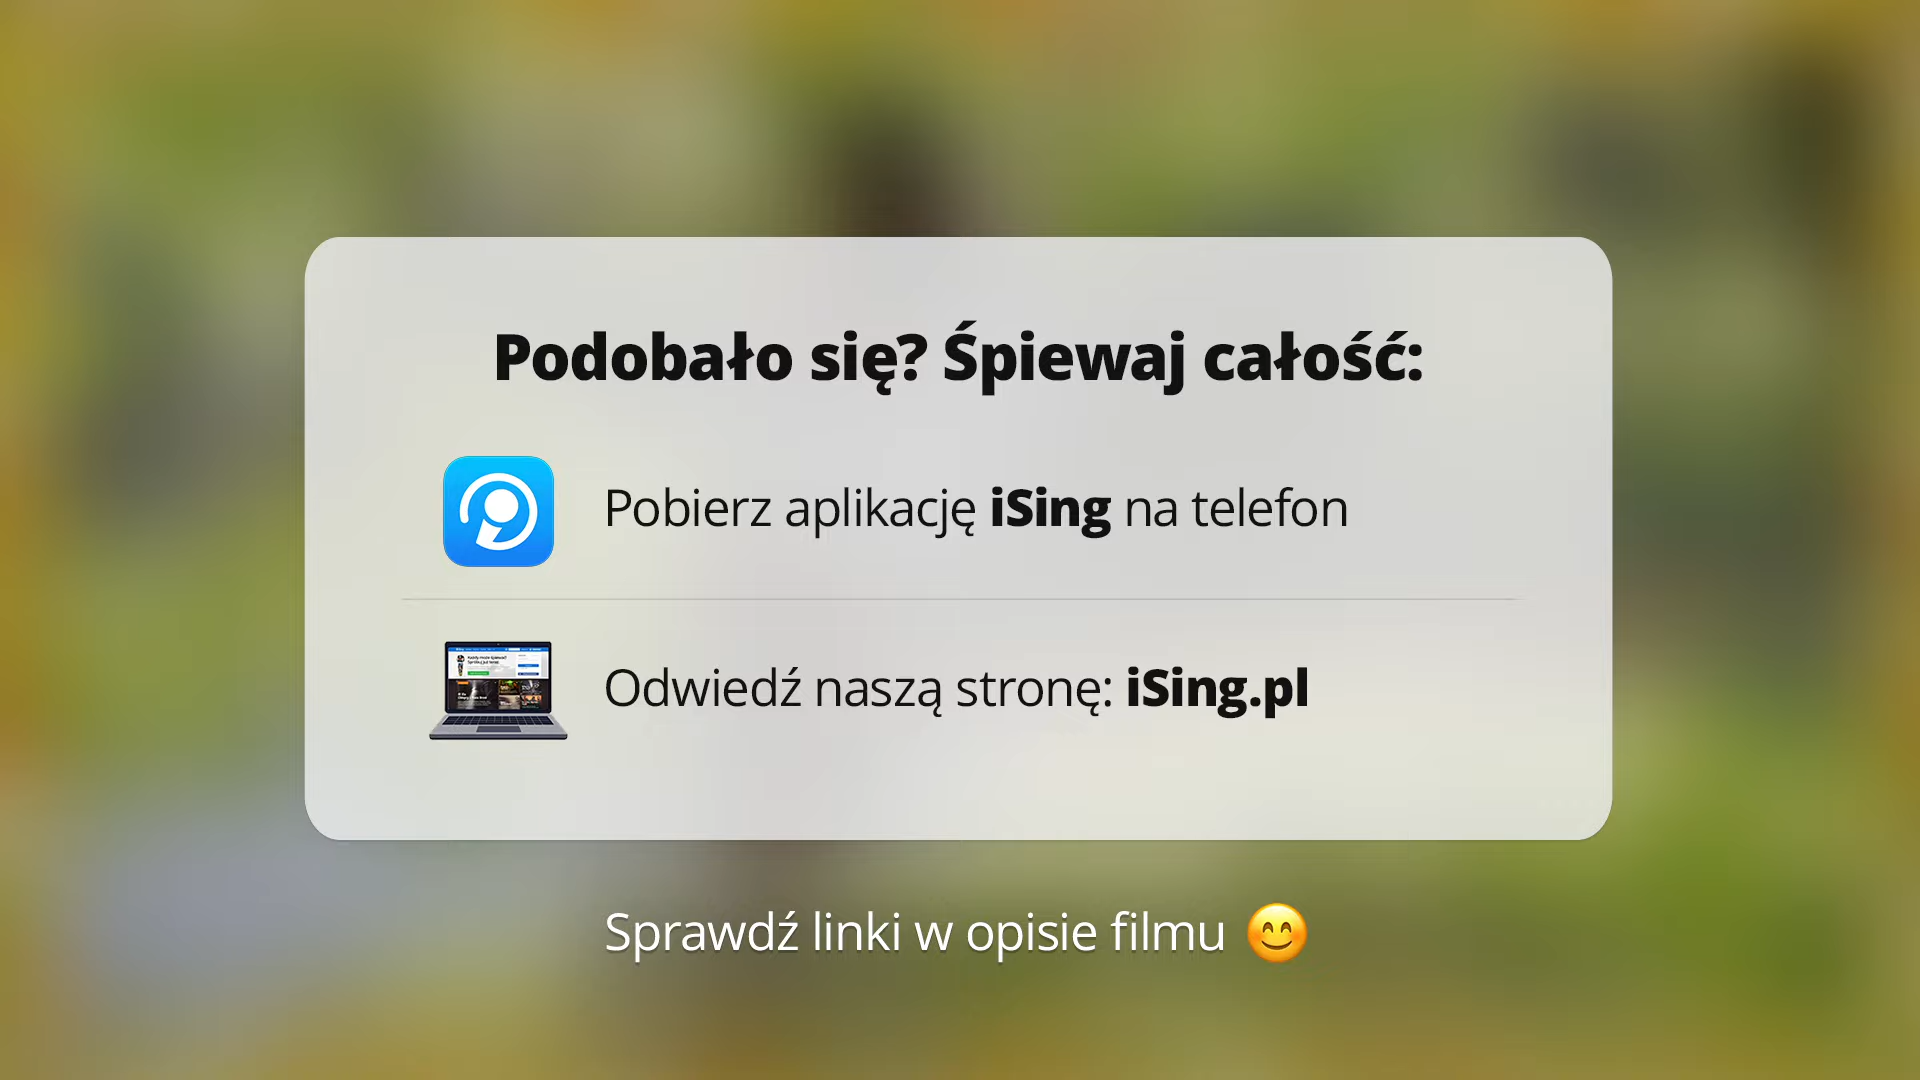 Podobało się? Śpiewaj całość:
Pobierz aplikację iSing na telefon
Odwiedź naszą stronę: iSing.pl
Sprawdź linki w opisie filmu 😊